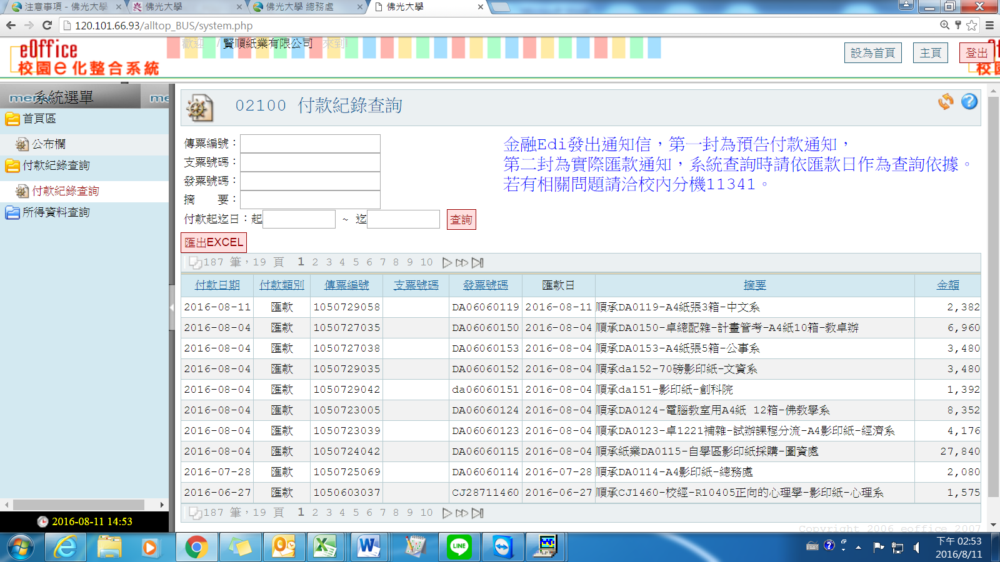 注意事項 - 佛光大學
佛光大學
佛光大學 總務處
佛光大學
120.101.66.93/alltop_BUS/system.php
eOffice
校園e化整合系統
歡迎 / 賢順紙業有限公司 來到!
設為首頁 主頁 登出
系統選單
首頁區
公布欄
付款紀錄查詢
付款紀錄查詢
所得資料查詢
2016-08-11 14:53
02100 付款紀錄查詢
傳票編號：
支票號碼：
發票號碼：
摘　要：
付款起迄日：起 ~ 迄 查詢
金融Edi發出通知信，第一封為預告付款通知，
第二封為實際匯款通知，系統查詢時請依匯款日作為查詢依據。
若有相關問題請洽校內分機11341。
匯出EXCEL
187 筆，19 頁 1 2 3 4 5 6 7 8 9 10
付款日期 付款類別 傳票編號 支票號碼 發票號碼 匯款日 摘要 金額
2016-08-11 匯款 1050729058 DA06060119 2016-08-11 順承DA0119-A4紙張3箱-中文系 2,382
2016-08-04 匯款 1050727035 DA06060150 2016-08-04 順承DA0150-卓總配雜-計畫管考-A4紙10箱-教卓辦 6,960
2016-08-04 匯款 1050727038 DA06060153 2016-08-04 順承DA0153-A4紙張5箱-公事系 3,480
2016-08-04 匯款 1050729035 DA06060152 2016-08-04 順承da152-70磅影印紙-文資系 3,480
2016-08-04 匯款 1050729042 da06060151 2016-08-04 順承da151-影印紙-創科院 1,392
2016-08-04 匯款 1050723005 DA06060124 2016-08-04 順承DA0124-電腦教室用A4紙 12箱-佛教學系 8,352
2016-08-04 匯款 1050723039 DA06060123 2016-08-04 順承DA0123-卓1221補雜-試辦課程分流-A4影印紙-經濟系 4,176
2016-08-04 匯款 1050724042 DA06060115 2016-08-04 順承紙業DA0115-自學區影印紙採購-圖資處 27,840
2016-07-28 匯款 1050725069 DA06060114 2016-07-28 順承DA0114-A4影印紙-總務處 2,080
2016-06-27 匯款 1050603037 CJ28711460 2016-06-27 順承CJ1460-校經-R10405正向的心理學-影印紙-心理系 1,575
187 筆，19 頁 1 2 3 4 5 6 7 8 9 10
Copyright 2006 eoffice 2007
LINE
下午 02:53
2016/8/11